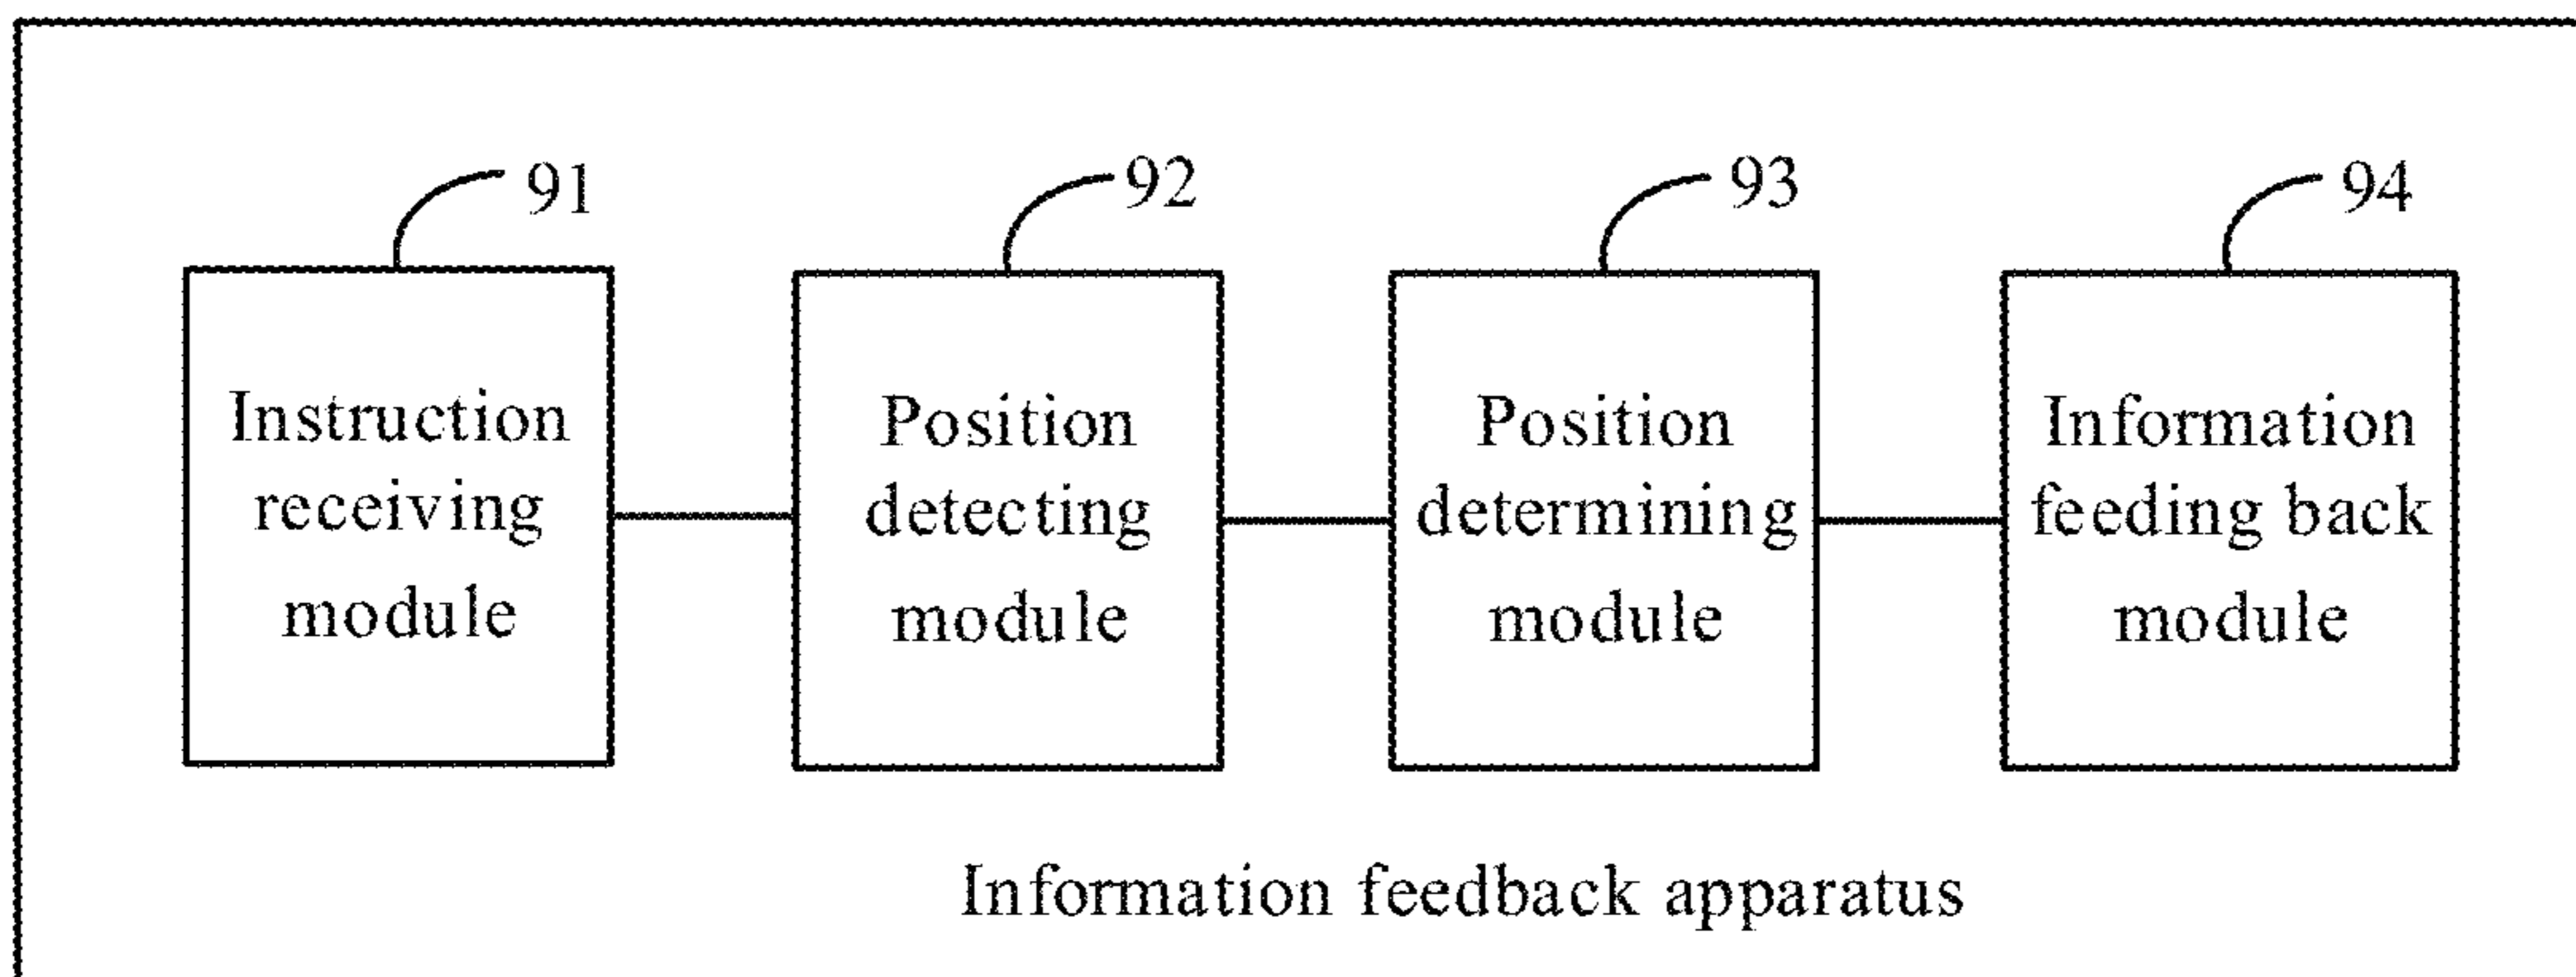 91
92
93
94
Instruction
receiving
module
Position
detecting
module
Position
determining
module
Information
feeding back
module
Information feedback apparatus